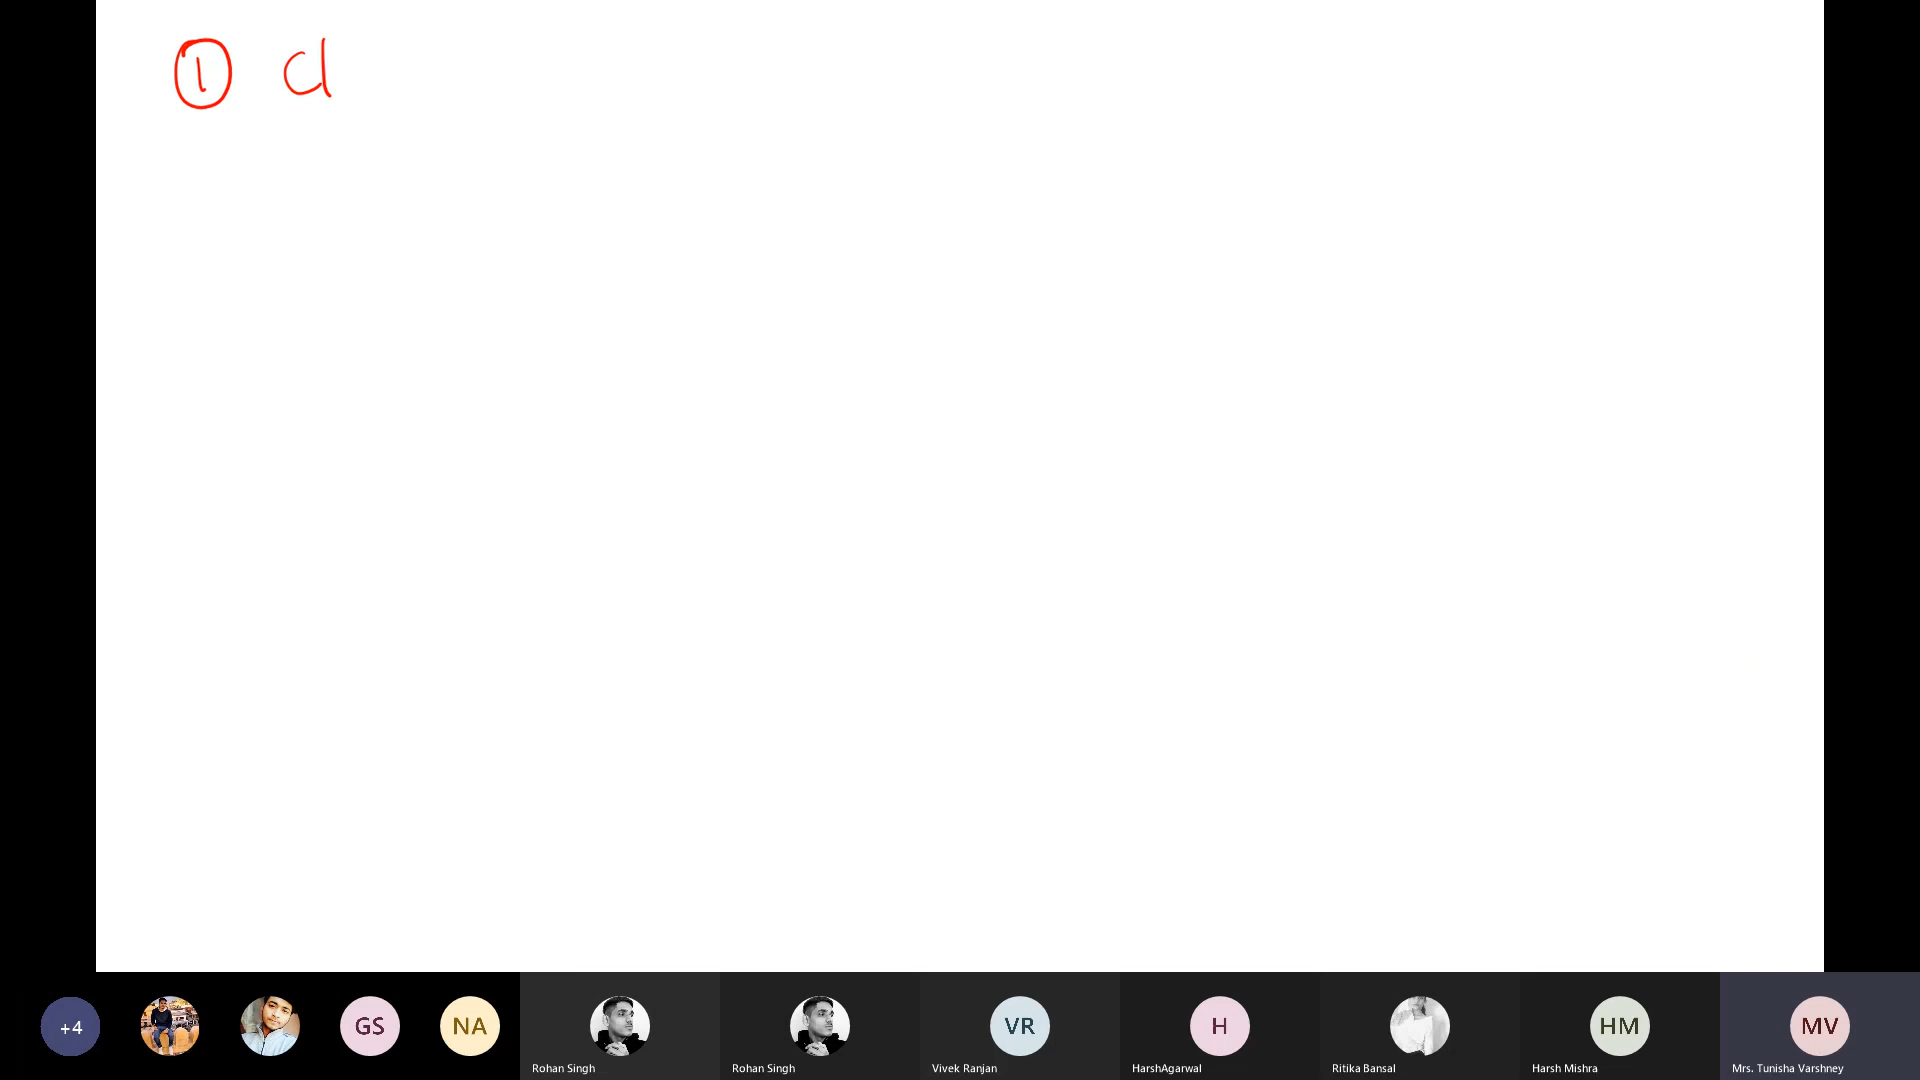 ① d
+4
GS
NA
VR
H
HM
MV
Rohan Singh
Rohan Singh
Vivek Ranjan
HarshAgarwal
Ritika Bansal
Harsh Mishra
Mrs. Tunisha Varshney